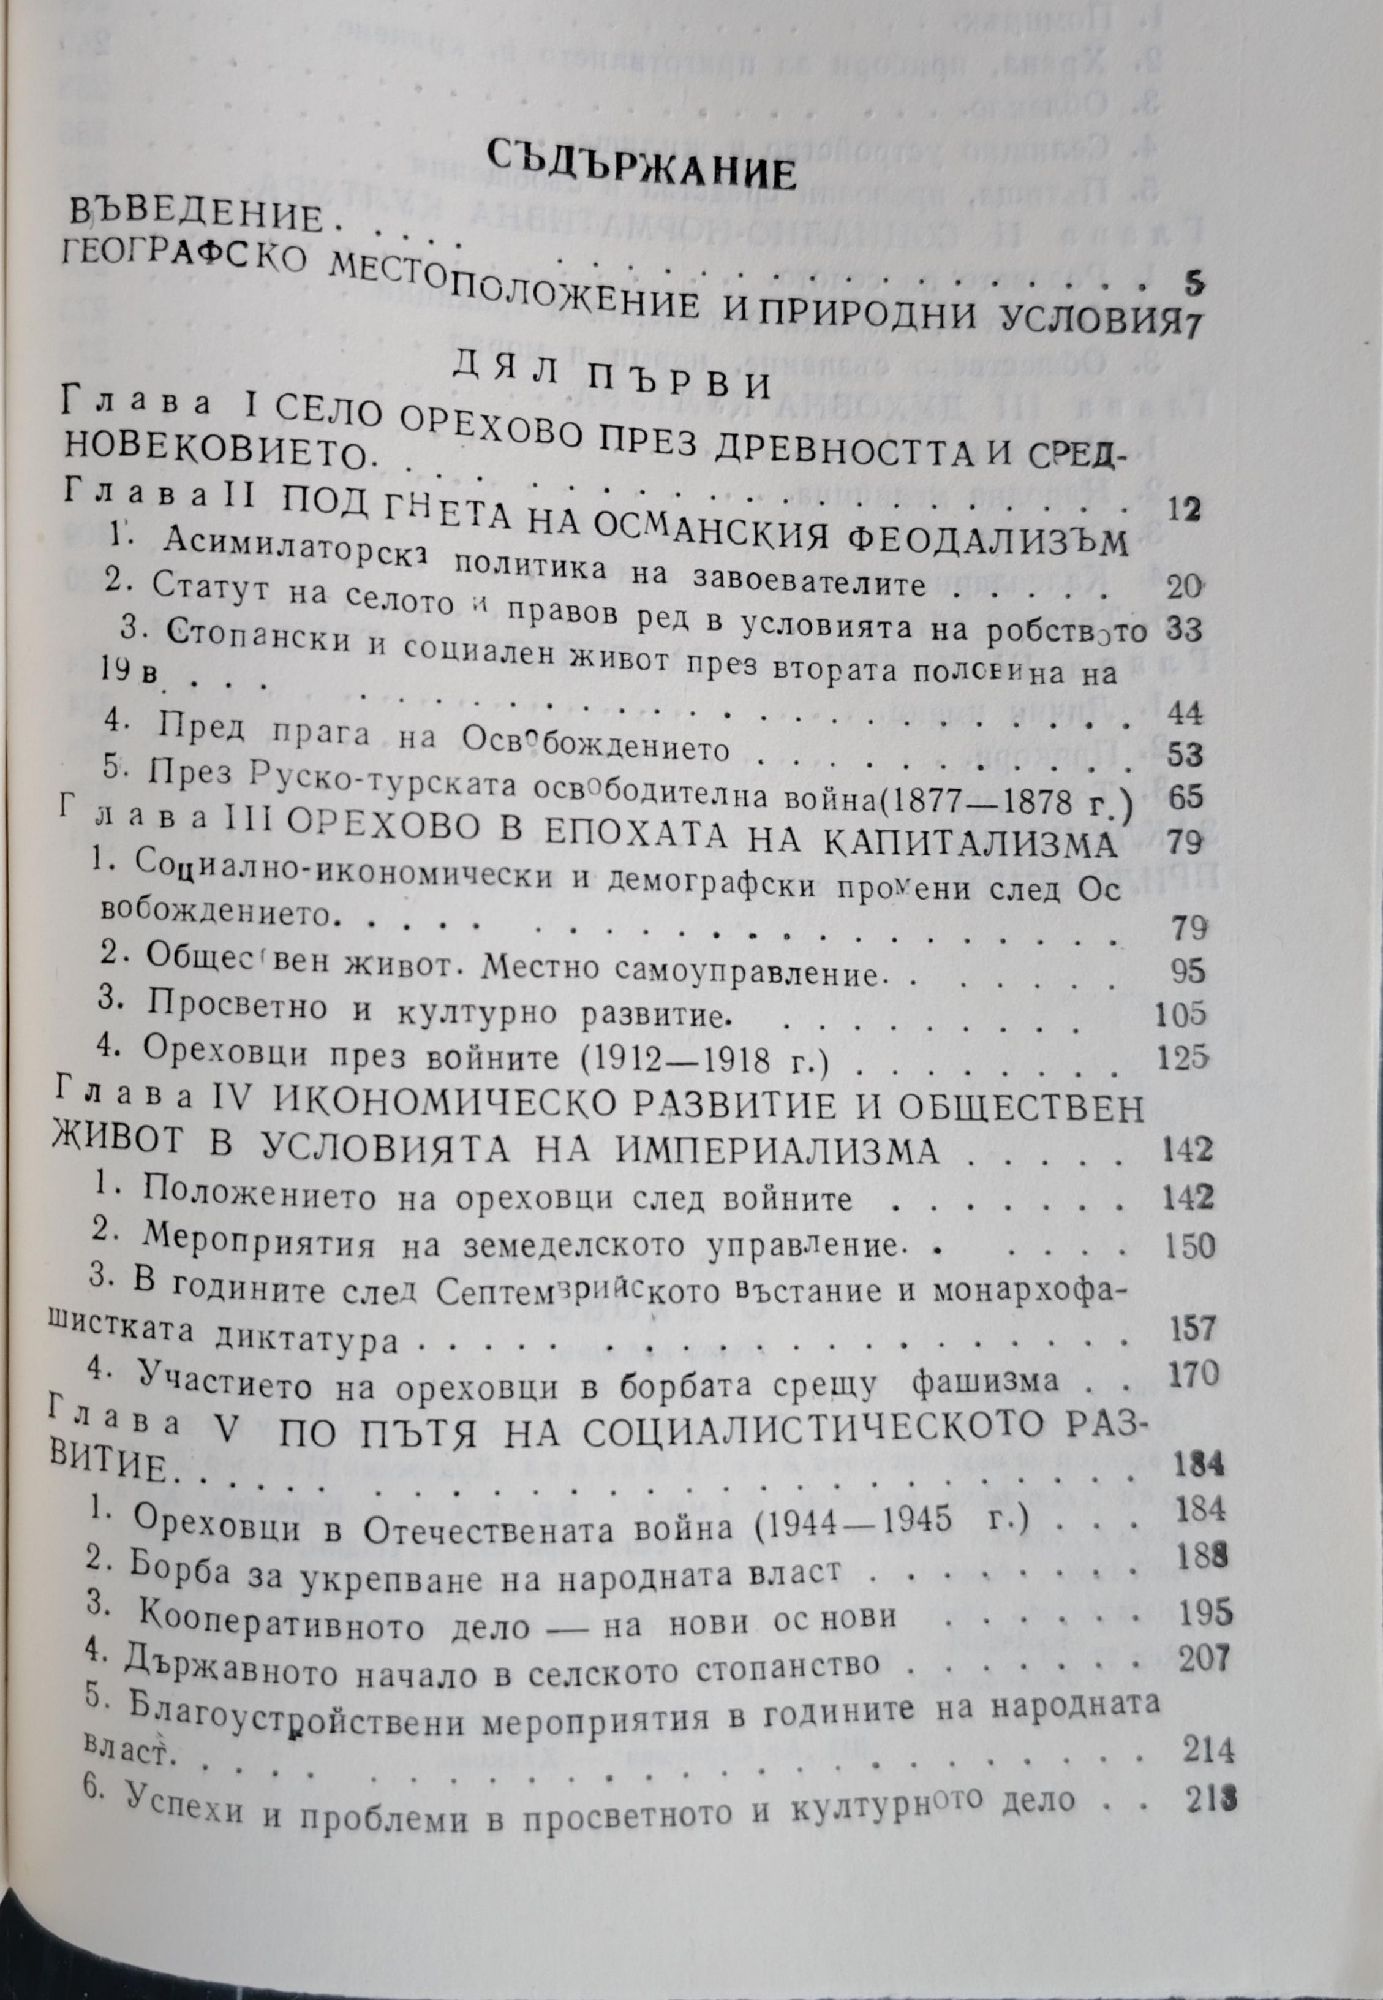 СЪДЪРЖАНИЕ
ВЪВЕДЕНИЕ. . . . . . . . . . . . . . . . . . 5
ГЕОГРАФСКО МЕСТОПОЛОЖЕНИЕ И ПРИРОДНИ УСЛОВИЯ 7
ДЯЛ ПЪРВИ
Глава I СЕЛО ОРЕХОВО ПРЕЗ ДРЕВНОСТТА И СРЕД-
НОВЕКОВИЕТО. . . . . . . . . . . . . . . . . 12
Глава II ПОД ГНЕТА НА ОСМАНСКИЯ ФЕОДАЛИЗЪМ
1. Асимилаторска политика на завоевателите . . . . . 20
2. Статут на селото и правов ред в условията на робството 33
3. Стопански и социален живот през втората половина на
19 в. . . . . . . . . . . . . . . . . . . 44
4. Пред прага на Освобождението . . . . . . . . . . . 53
5. През Руско-турската освободителна война (1877—1878 г.) 65
Глава III ОРЕХОВО В ЕПОХАТА НА КАПИТАЛИЗМА 79
1. Социално-икономически и демографски промени след Ос
вобождението. . . . . . . . . . . . . . . . . . 79
2. Обществен живот. Местно самоуправление. . . . . . . . 95
3. Просветно и културно развитие. . . . . . . . . . 105
4. Ореховци през войните (1912—1918 г.) . . . . . . . . . 125
Глава IV ИКОНОМИЧЕСКО РАЗВИТИЕ И ОБЩЕСТВЕН
ЖИВОТ В УСЛОВИЯТА НА ИМПЕРИАЛИЗМА . . . . . 142
1. Положението на ореховци след войните . . . . . . . 142
2. Мероприятия на земеделското управление. . . . . . 150
3. В годините след Септемврийското въстание и монархофа-
шистката диктатура . . . . . . . . . . . . . . . . . 157
4. Участието на ореховци в борбата срещу фашизма . . 170
Глава V ПО ПЪТЯ НА СОЦИАЛИСТИЧЕСКОТО РАЗ-
ВИТИЕ. . . . . . . . . . . . . . . . . . . 184
1. Ореховци в Отечествената война (1944—1945 г.) . . . 184
2. Борба за укрепване на народната власт . . . . . . . . 188
3. Кооперативното дело — на нови ос нови . . . . . . 195
4. Държавното начало в селското стопанство . . . . . . . 207
5. Благоустройствени мероприятия в годините на народната
власт. . . . . . . . . . . . . . . . . . . 214
6. Успехи и проблеми в просветното и културното дело . . 218